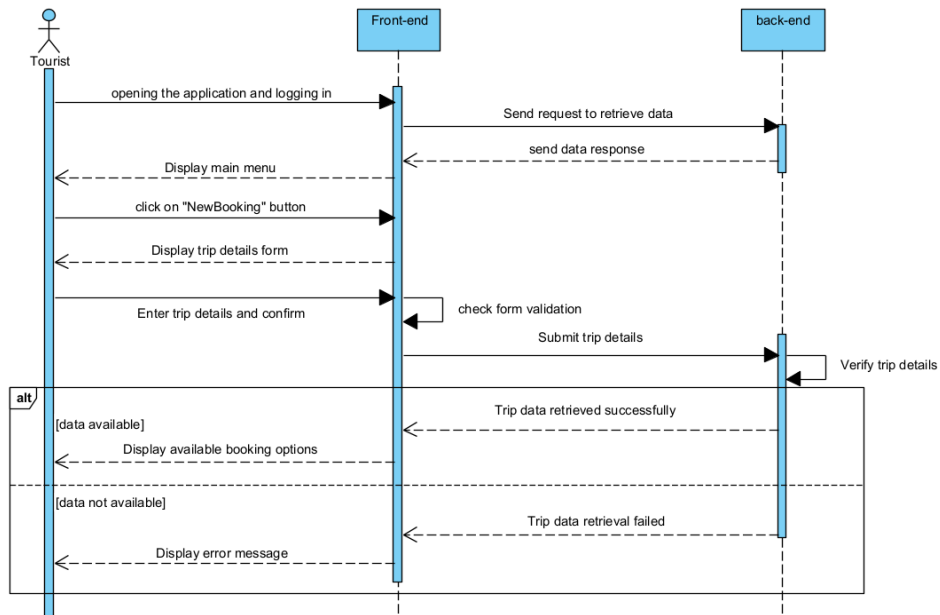 Front-end
back-end
Tourist
opening the application and logging in
Send request to retrieve data
send data response
Display main menu
click on "NewBooking" button
Display trip details form
Enter trip details and confirm
check form validation
Submit trip details
Verify trip details
alt
Trip data retrieved successfully
[data available]
Display available booking options
[data not available]
Trip data retrieval failed
Display error message